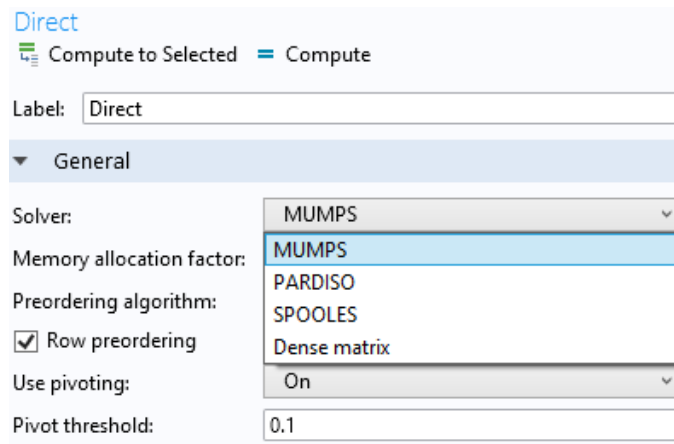 Direct
Compute to Selected = Compute
Label: Direct
General
Solver: MUMPS
Memory allocation factor: MUMPS
PARDISO
Preordering algorithm: SPOOLES
Row preordering Dense matrix
Use pivoting: On
Pivot threshold: 0.1